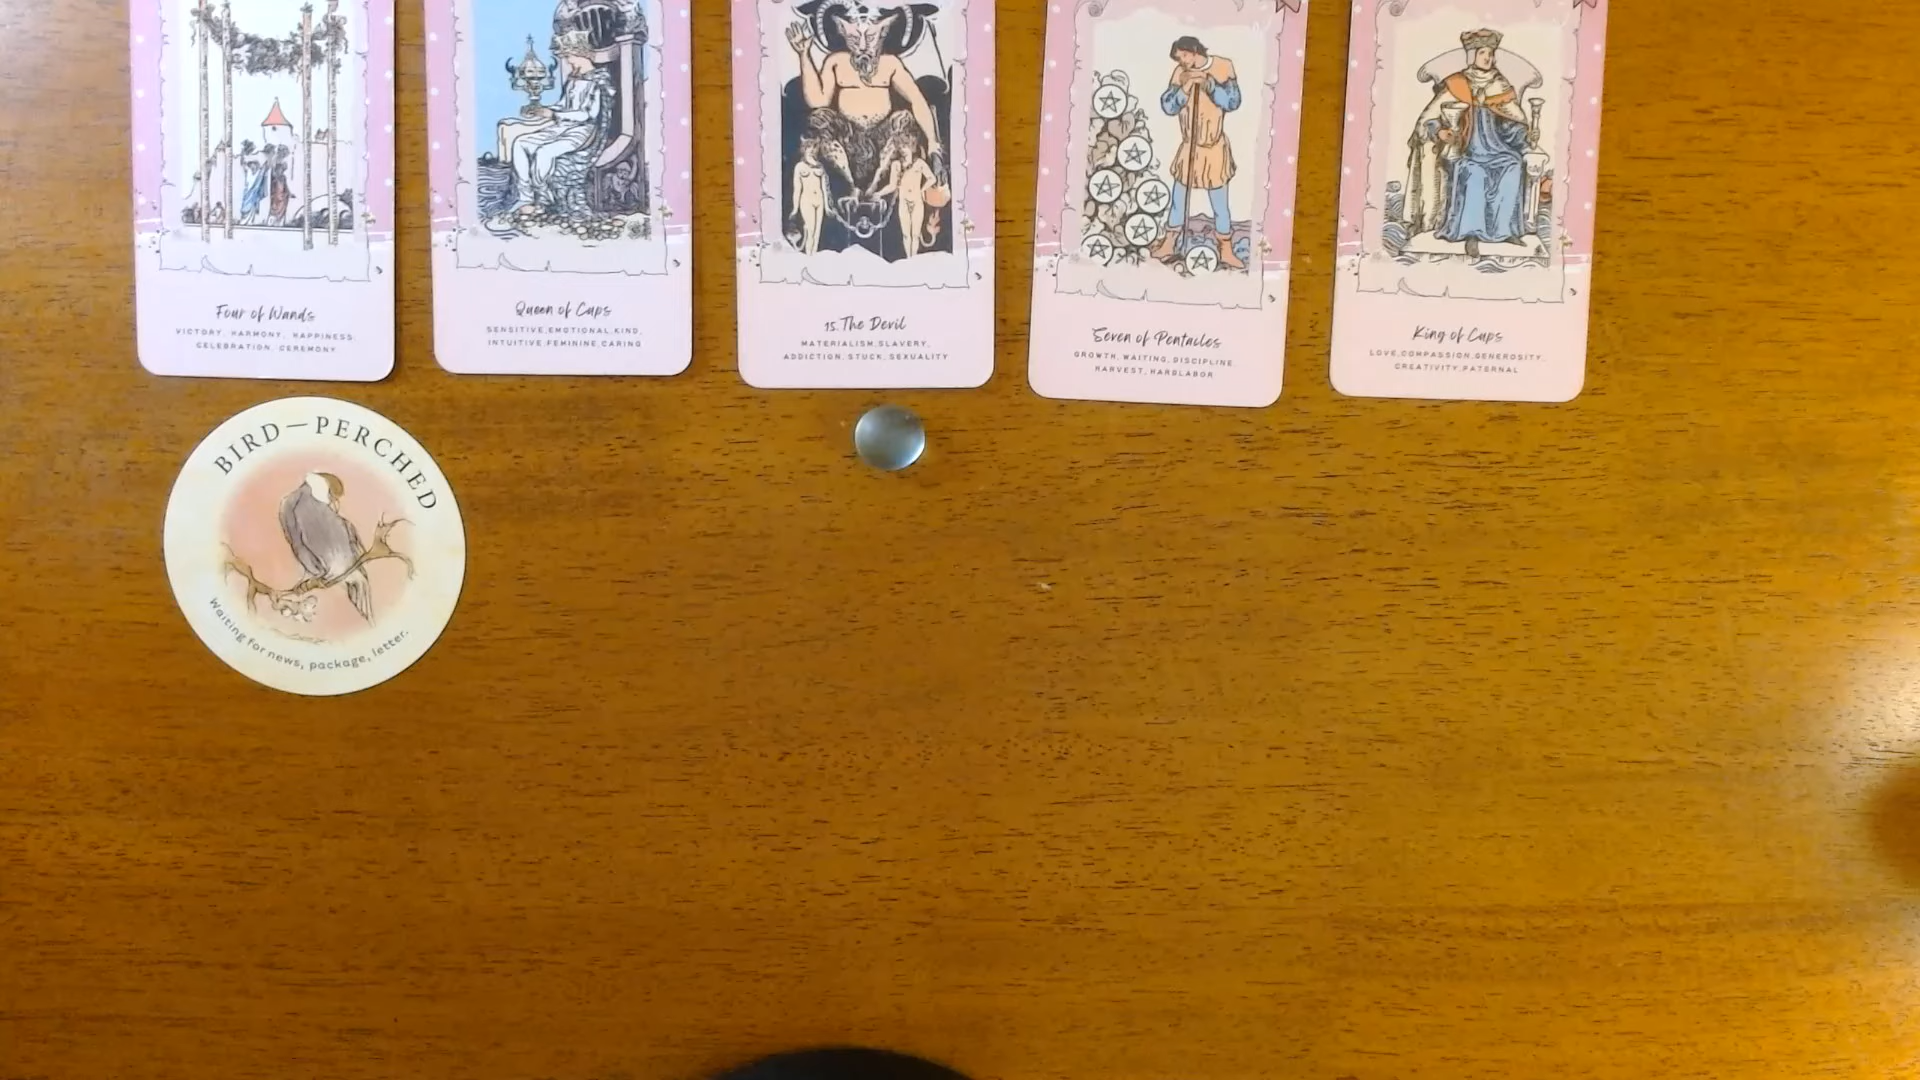 Four of Wands
VICTORY, HARMONY, HAPPINESS,
CELEBRATION, CEREMONY
Queen of Cups
SENSITIVE,EMOTIONAL,KIND,
INTUITIVE,FEMININE,CARING
15.The Devil
MATERIALISM,SLAVERY,
ADDICTION,STUCK,SEXUALITY
Seven of Pentacles
GROWTH,WAITING,DISCIPLINE
HARVEST,HARDLABOR
King of Cups
LOVE,COMPASSION,GENEROSITY,
CREATIVITY,PATERNAL
BIRD—PERCHED
Waiting for news, package, letter.